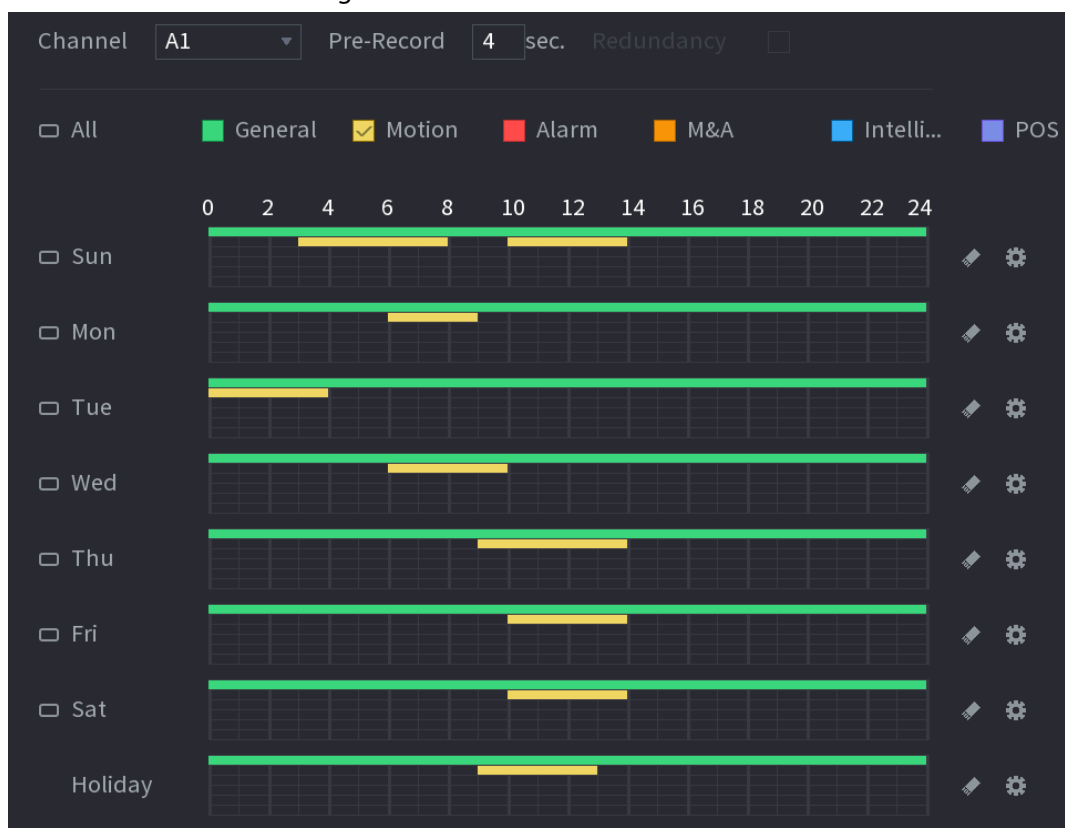 Channel A1 Pre-Record 4 sec. Redundancy
All General Motion Alarm M&A Intelli... POS
0 2 4 6 8 10 12 14 16 18 20 22 24
Sun
Mon
Tue
Wed
Thu
Fri
Sat
Holiday